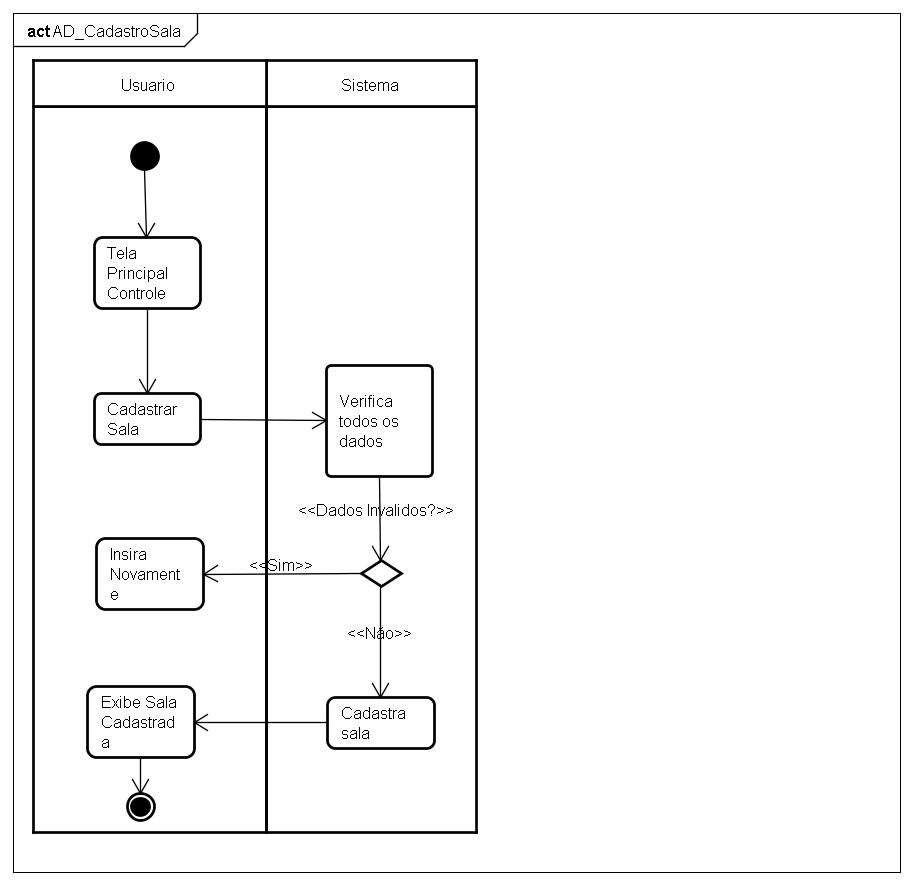 act AD_CadastroSala
Usuario
Sistema
Tela
Principal
Controle
Cadastrar
Sala
Verifica
todos os
dados
<<Dados Invalidos?>>
<<Sim>>
Insira
Novament
e
<<Não>>
Exibe Sala
Cadastrad
a
Cadastra
sala